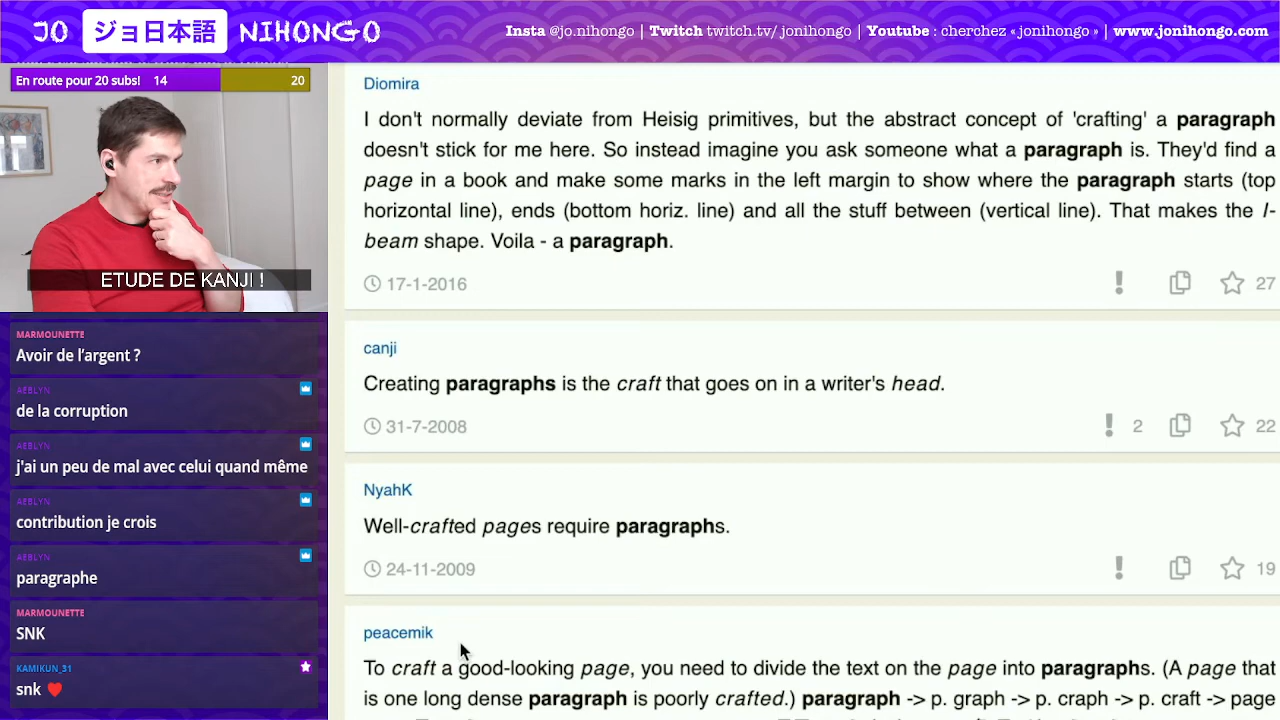 JO ジョ日本語 NIHONGO
Insta @jo.nihongo | Twitch twitch.tv/jonihongo | Youtube : cherchez « jonihongo » | www.jonihongo.com
En route pour 20 subs! 14 20
ETUDE DE KANJI !
MARMOUNETTE
Avoir de l'argent ?
AEBLYN
de la corruption
AEBLYN
j'ai un peu de mal avec celui quand même
AEBLYN
contribution je crois
AEBLYN
paragraphe
MARMOUNETTE
SNK
KAMIKUN_31
snk ❤️
Diomira
I don't normally deviate from Heisig primitives, but the abstract concept of 'crafting' a paragraph
doesn't stick for me here. So instead imagine you ask someone what a paragraph is. They'd find a
page in a book and make some marks in the left margin to show where the paragraph starts (top
horizontal line), ends (bottom horiz. line) and all the stuff between (vertical line). That makes the I-
beam shape. Voila - a paragraph.
17-1-2016 27
canji
Creating paragraphs is the craft that goes on in a writer's head.
31-7-2008 2 22
NyahK
Well-crafted pages require paragraphs.
24-11-2009 19
peacemik
To craft a good-looking page, you need to divide the text on the page into paragraphs. (A page that
is one long dense paragraph is poorly crafted.) paragraph -> p. graph -> p. craph -> p. craft -> page